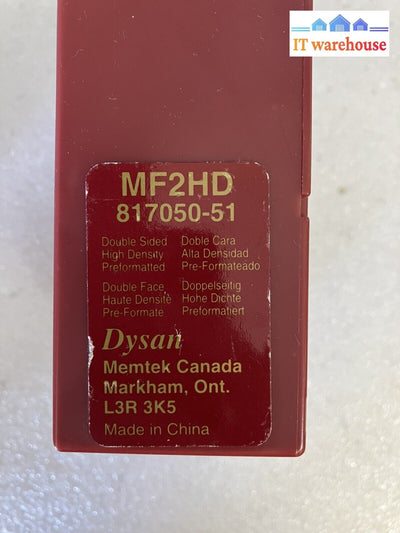 IT warehouse
MF2HD
817050-51
Double Sided Doble Cara
High Density Alta Densidad
Preformatted Pre-Formateado
Double Face Doppelseitig
Haute Densité Hohe Dichte
Pre-Formate Preformatiert
Dysan
Memtek Canada
Markham, Ont.
L3R 3K5
Made in China